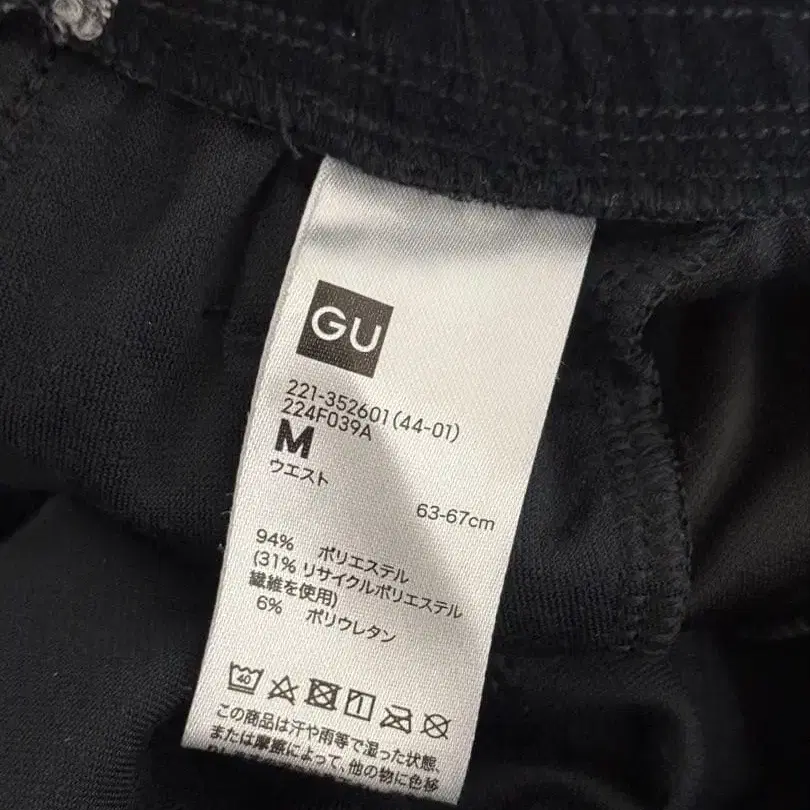 GU
221-352601(44-01)
224F039A
M
ウエスト
63-67cm
94% ポリエステル
(31% リサイクルポリエステル
繊維を使用)
6% ポリウレタン
40
この商品は汗や雨等で湿った状態、
または摩擦によって、他の物に色移